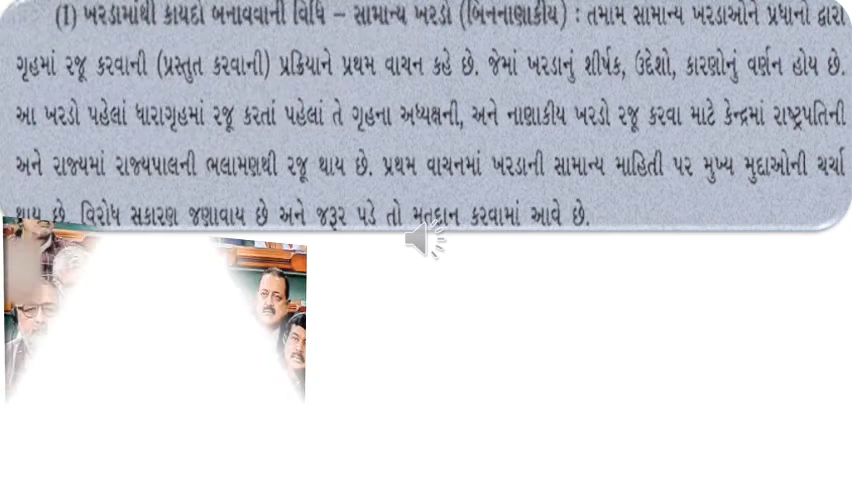 (1) ખરડામાંથી કાયદો બનાવવાની વિધિ – સામાન્ય ખરડો (બિનનાણાકીય) : તમામ સામાન્ય ખરડાઓને પ્રધાનો દ્વારા
ગૃહમાં રજૂ કરવાની (પ્રસ્તુત કરવાની) પ્રક્રિયાને પ્રથમ વાચન કહે છે. જેમાં ખરડાનું શીર્ષક, ઉદ્દેશો, કારણોનું વર્ણન હોય છે.
આ ખરડો પહેલાં ધારાગૃહમાં રજૂ કરતાં પહેલાં તે ગૃહના અધ્યક્ષની, અને નાણાકીય ખરડો રજૂ કરવા માટે કેન્દ્રમાં રાષ્ટ્રપતિની
અને રાજ્યમાં રાજ્યપાલની ભલામણથી રજૂ થાય છે. પ્રથમ વાચનમાં ખરડાની સામાન્ય માહિતી પર મુખ્ય મુદ્દાઓની ચર્ચા
થાય છે. વિરોધ સકારણ જણાવાય છે અને જરૂર પડે તો મતદાન કરવામાં આવે છે.